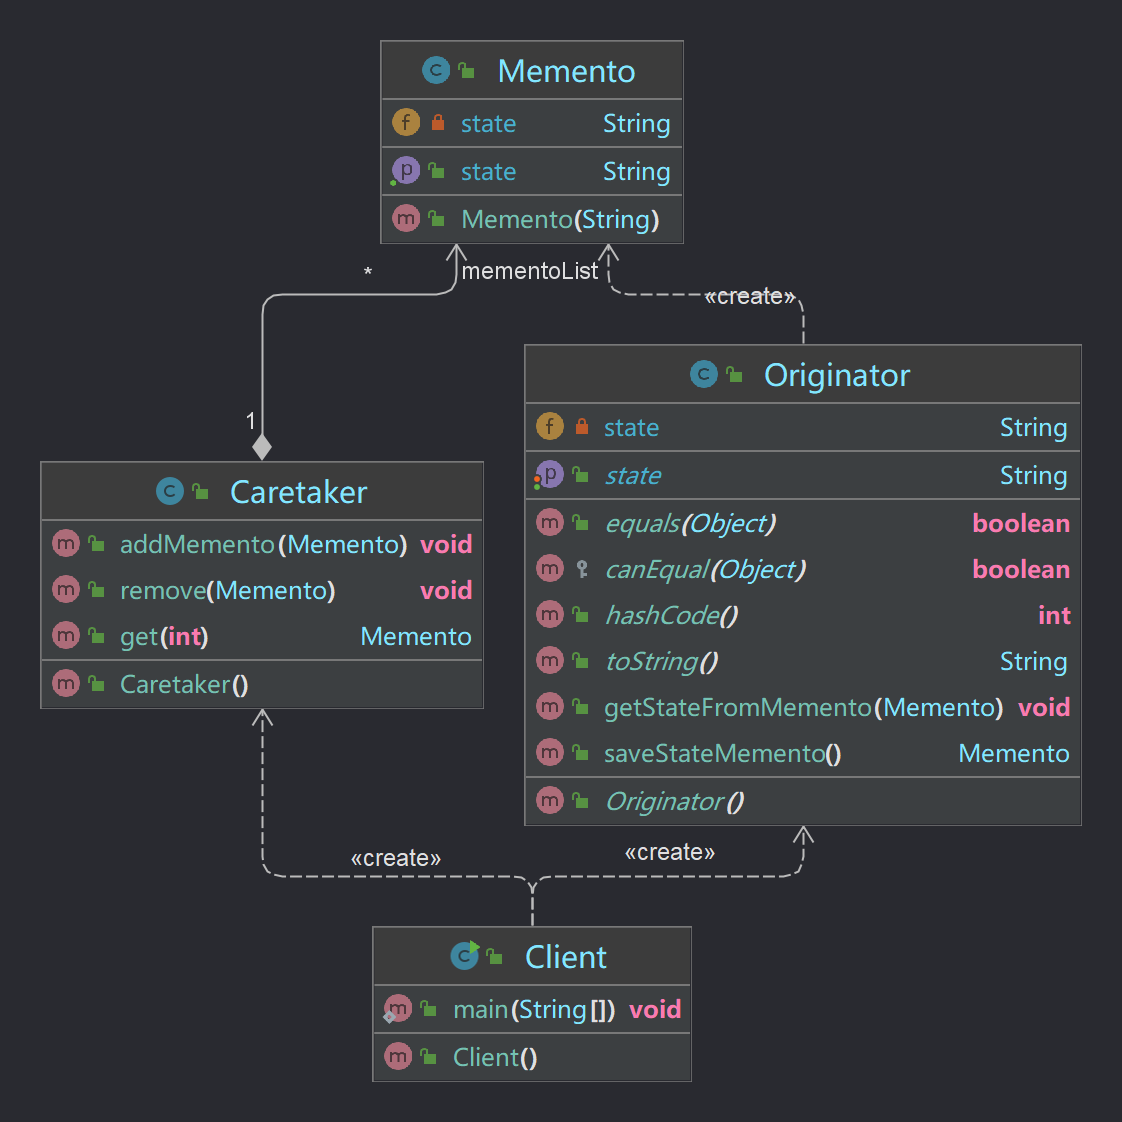 C Memento
f state String
p state String
m Memento(String)
* mementoList
«create»
1
C Originator
f state String
p state String
m equals(Object) boolean
m canEqual(Object) boolean
m hashCode() int
m toString() String
m getStateFromMemento(Memento) void
m saveStateMemento() Memento
m Originator()
C Caretaker
m addMemento(Memento) void
m remove(Memento) void
m get(int) Memento
m Caretaker()
«create» «create»
C Client
m main(String[]) void
m Client()